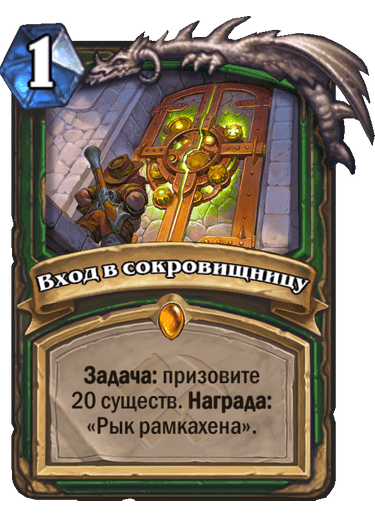 1
Вход в сокровищницу
Задача: призовите
20 существ. Награда:
«Рык рамкахена».